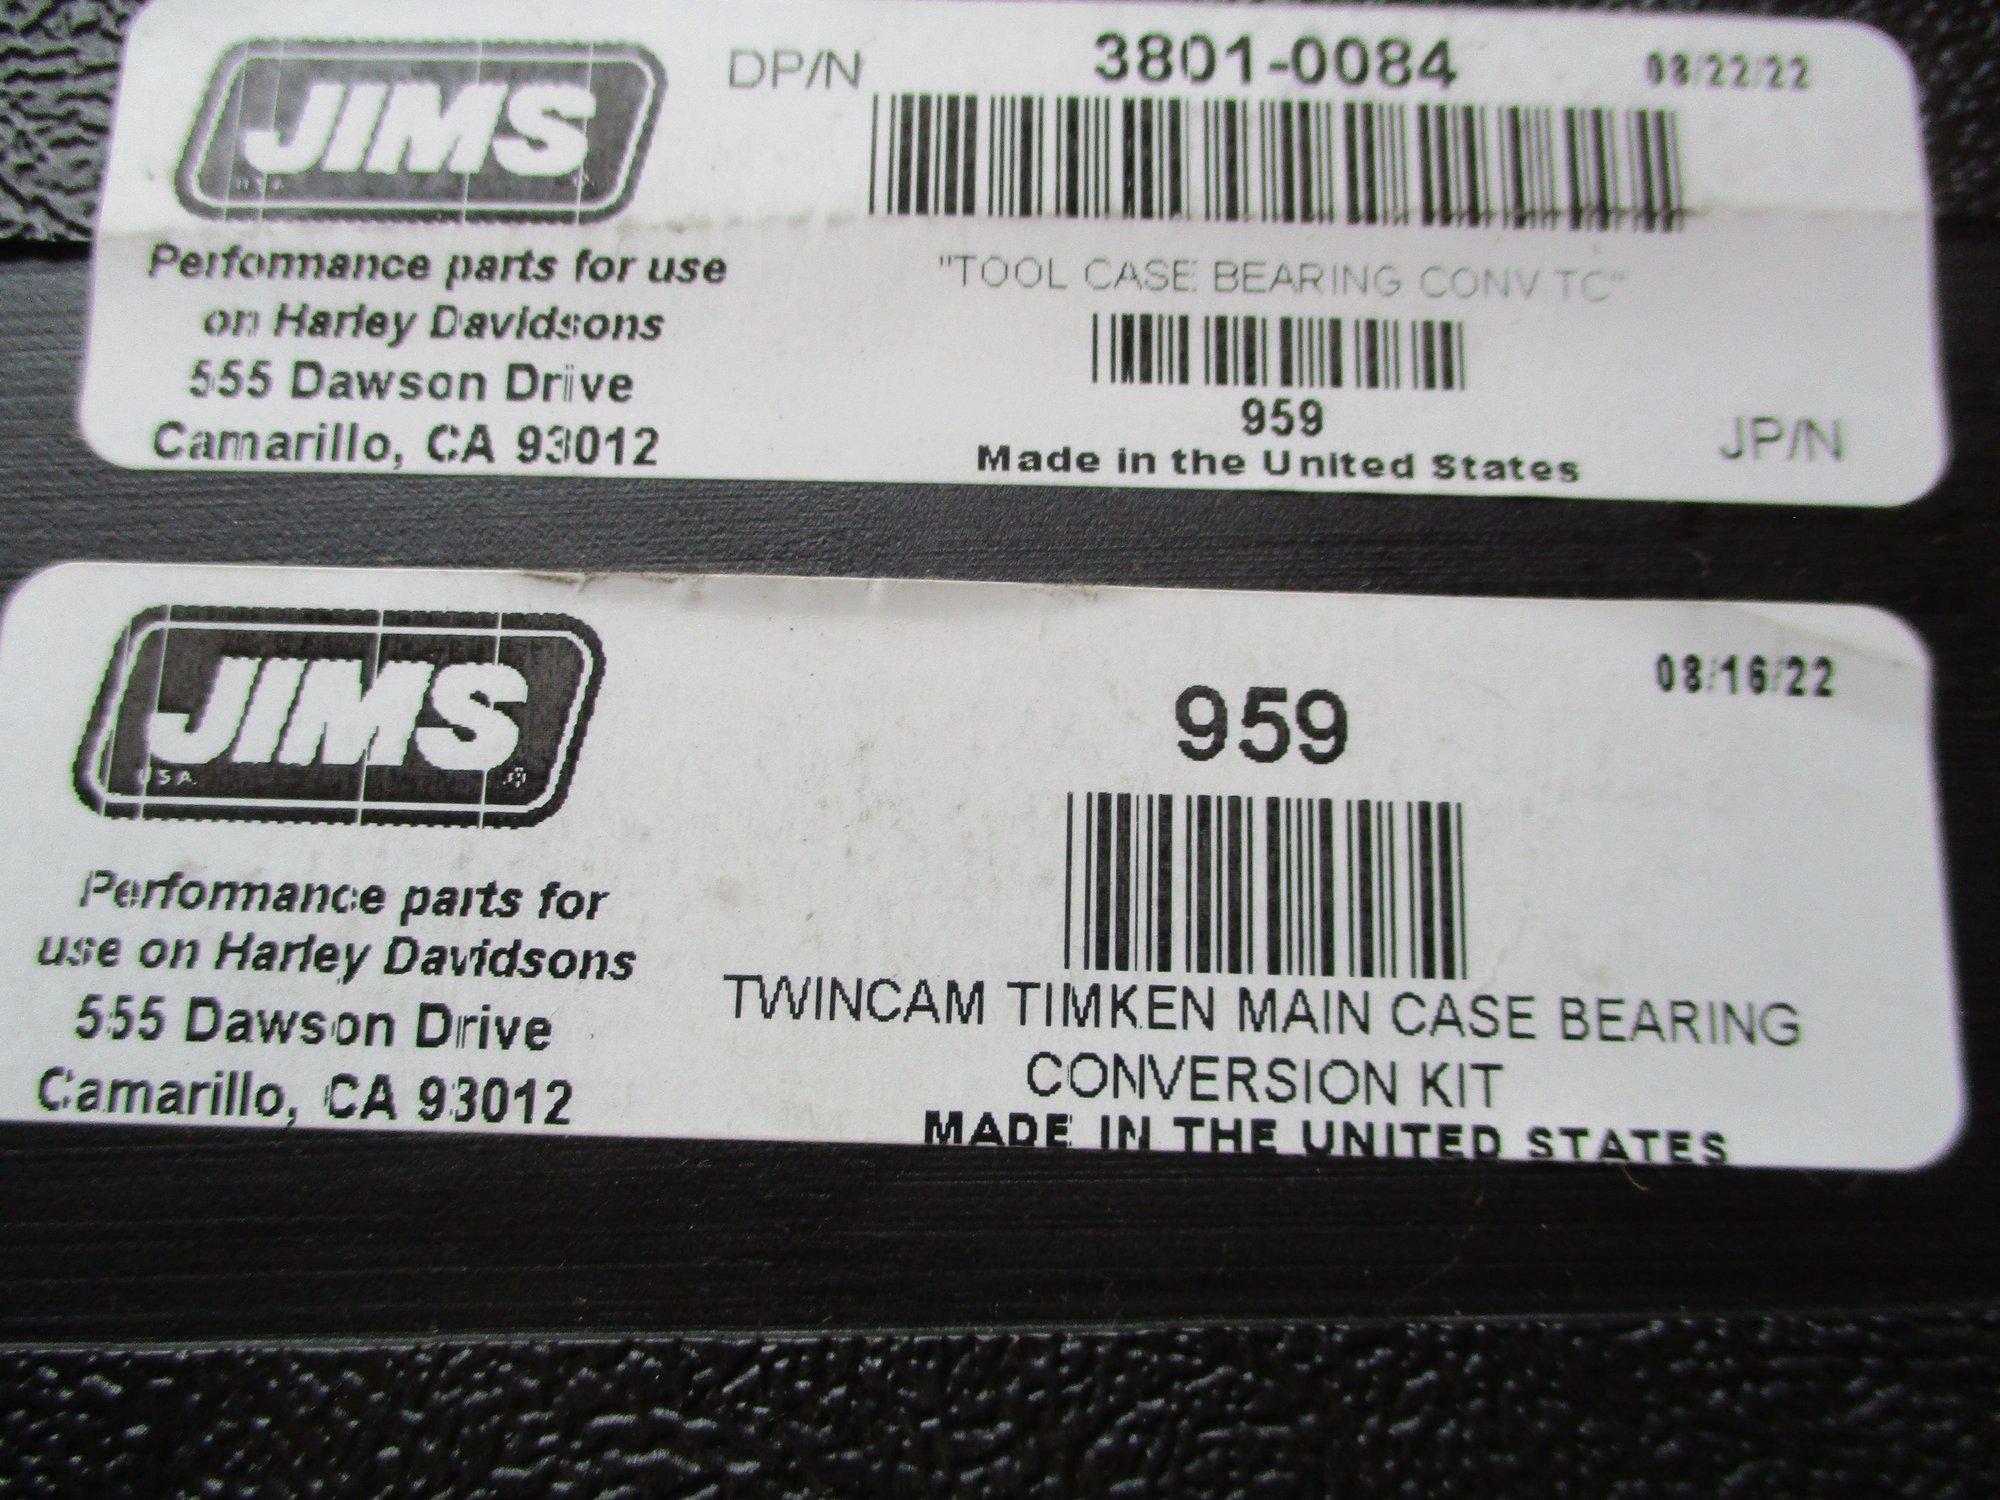 JIMS
USA
DP/N
3801-0084
08/22/22
Performance parts for use
on Harley Davidsons
555 Dawson Drive
Camarillo, CA 93012
"TOOL CASE BEARING CONV TC"
959
Made in the United States
JP/N
JIMS
USA ®
Performance parts for
use on Harley Davidsons
555 Dawson Drive
Camarillo, CA 93012
959
08/16/22
TWINCAM TIMKEN MAIN CASE BEARING
CONVERSION KIT
MADE IN THE UNITED STATES